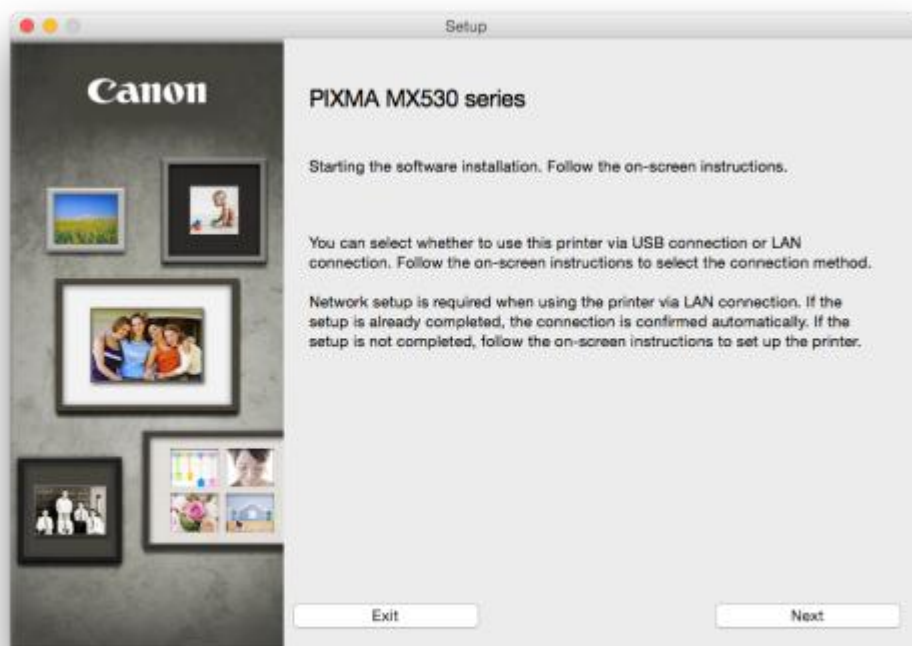 Setup
Canon
PIXMA MX530 series
Starting the software installation. Follow the on-screen instructions.
You can select whether to use this printer via USB connection or LAN
connection. Follow the on-screen instructions to select the connection method.
Network setup is required when using the printer via LAN connection. If the
setup is already completed, the connection is confirmed automatically. If the
setup is not completed, follow the on-screen instructions to set up the printer.
Exit
Next